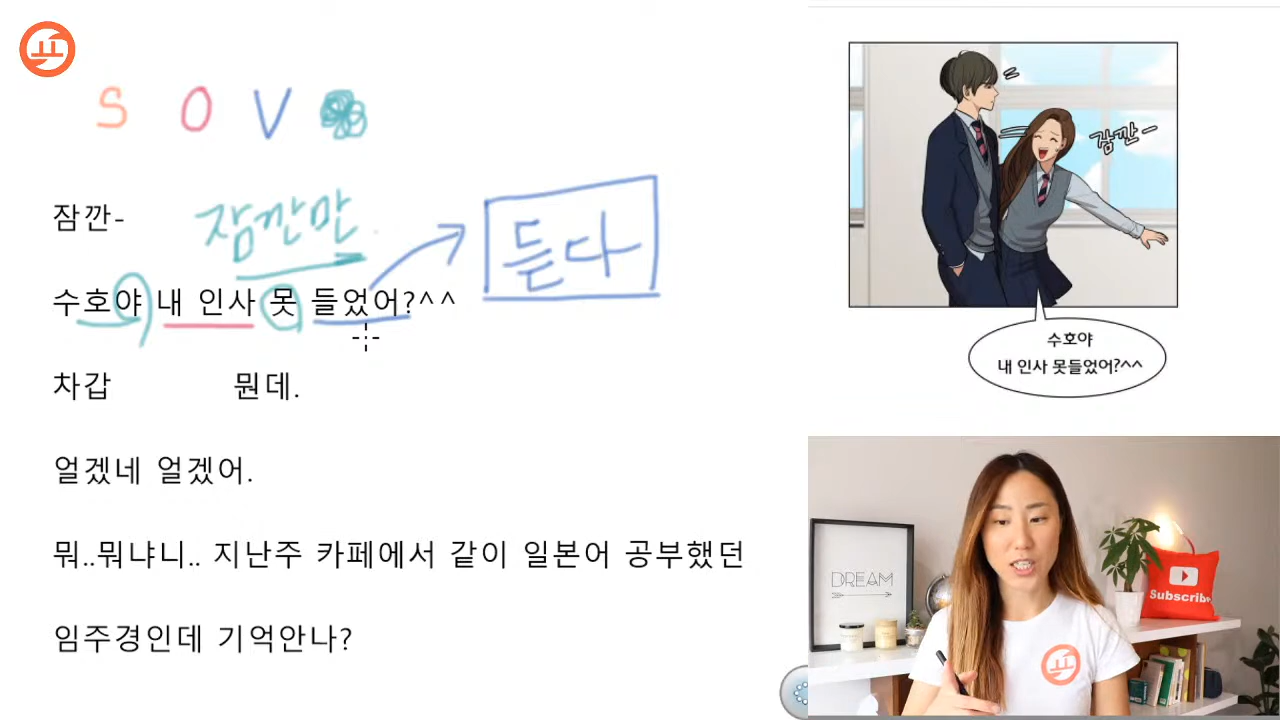 S O V
잠깐-
잠깐만
수호야 내 인사 못 들었어?^^
듣다
차갑 뭔데.
얼겠네 얼겠어.
뭐..뭐냐니.. 지난주 카페에서 같이 일본어 공부했던
임주경인데 기억안나?
잠깐-
수호야
내 인사 못들었어?^^
DREAM
Subscribe
쁘